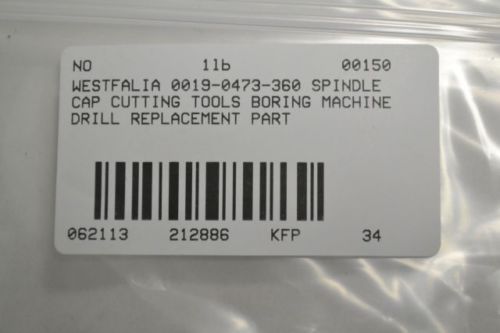 NO 1lb 00150
WESTFALIA 0019-0473-360 SPINDLE
CAP CUTTING TOOLS BORING MACHINE
DRILL REPLACEMENT PART
062113 212886 KFP 34